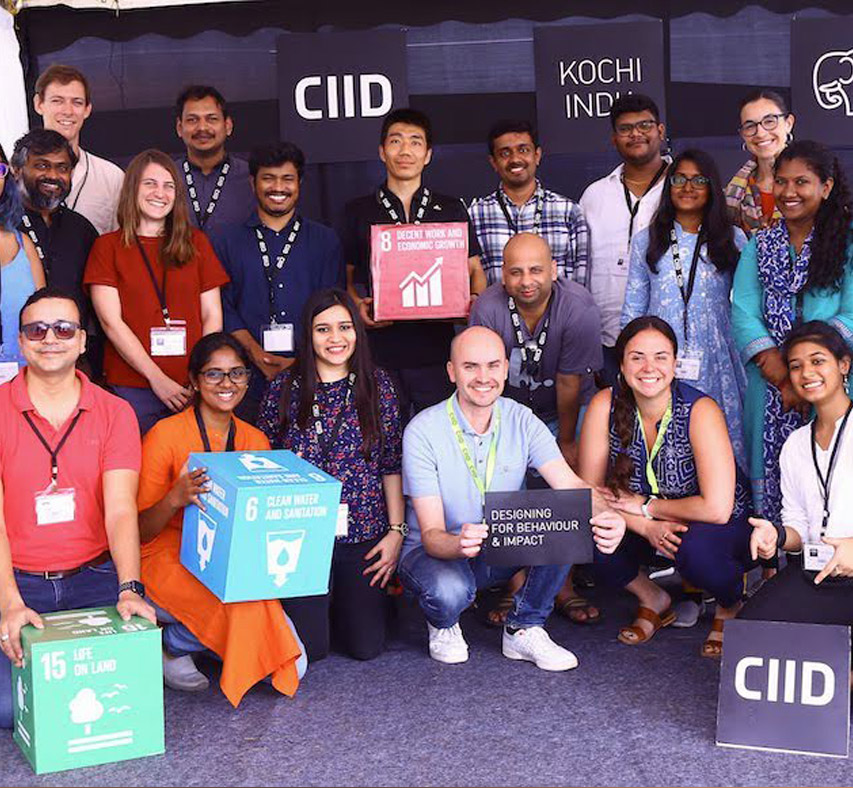 CIID
KOCHI
INDIA
8 DECENT WORK AND
ECONOMIC GROWTH
6 CLEAN WATER
AND SANITATION
DESIGNING
FOR BEHAVIOUR
& IMPACT
15 LIFE
ON LAND
CIID